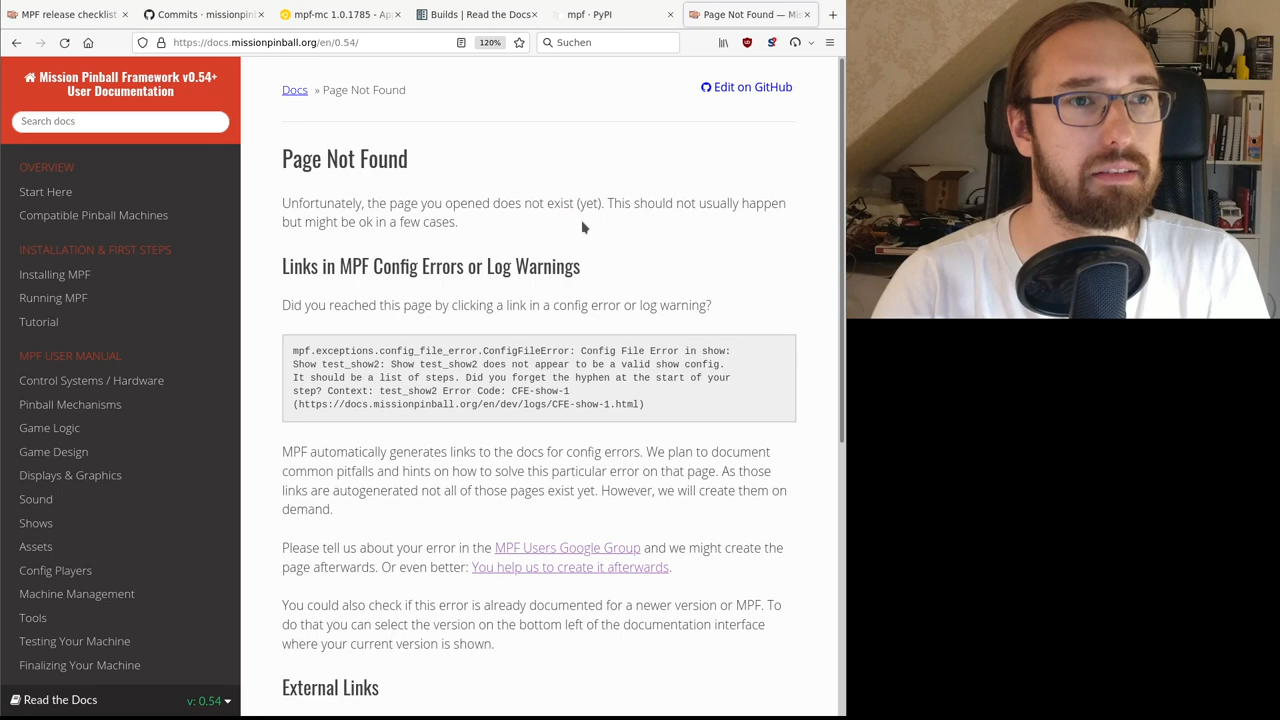 MPF release checklist
Commits · missionpin
mpf-mc 1.0.1785 - App
Builds | Read the Docs
mpf · PyPI
Page Not Found — Mis
https://docs.missionpinball.org/en/0.54/
120%
Suchen
Mission Pinball Framework v0.54+
User Documentation
Search docs
OVERVIEW
Start Here
Compatible Pinball Machines
INSTALLATION & FIRST STEPS
Installing MPF
Running MPF
Tutorial
MPF USER MANUAL
Control Systems / Hardware
Pinball Mechanisms
Game Logic
Game Design
Displays & Graphics
Sound
Shows
Assets
Config Players
Machine Management
Tools
Testing Your Machine
Finalizing Your Machine
Read the Docs
v: 0.54
Docs » Page Not Found
Edit on GitHub
Page Not Found
Unfortunately, the page you opened does not exist (yet). This should not usually happen
but might be ok in a few cases.
Links in MPF Config Errors or Log Warnings
Did you reached this page by clicking a link in a config error or log warning?
mpf.exceptions.config_file_error.ConfigFileError: Config File Error in show:
Show test_show2: Show test_show2 does not appear to be a valid show config.
It should be a list of steps. Did you forget the hyphen at the start of your
step? Context: test_show2 Error Code: CFE-show-1
(https://docs.missionpinball.org/en/dev/logs/CFE-show-1.html)
MPF automatically generates links to the docs for config errors. We plan to document
common pitfalls and hints on how to solve this particular error on that page. As those
links are autogenerated not all of those pages exist yet. However, we will create them on
demand.
Please tell us about your error in the MPF Users Google Group and we might create the
page afterwards. Or even better: You help us to create it afterwards.
You could also check if this error is already documented for a newer version or MPF. To
do that you can select the version on the bottom left of the documentation interface
where your current version is shown.
External Links